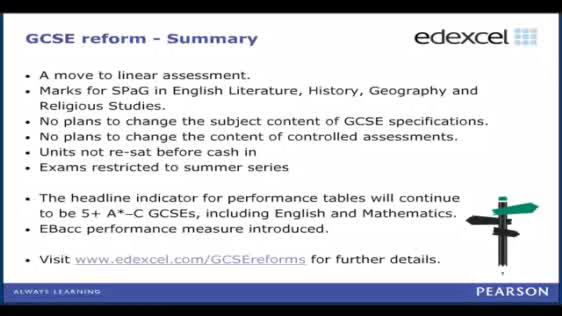 GCSE reform - Summary
edexcel
• A move to linear assessment.
• Marks for SPaG in English Literature, History, Geography and
Religious Studies.
• No plans to change the subject content of GCSE specifications.
• No plans to change the content of controlled assessments.
• Units not re-sat before cash in
• Exams restricted to summer series
• The headline indicator for performance tables will continue
to be 5+ A*–C GCSEs, including English and Mathematics.
• EBacc performance measure introduced.
• Visit www.edexcel.com/GCSEreforms for further details.
ALWAYS LEARNING
PEARSON